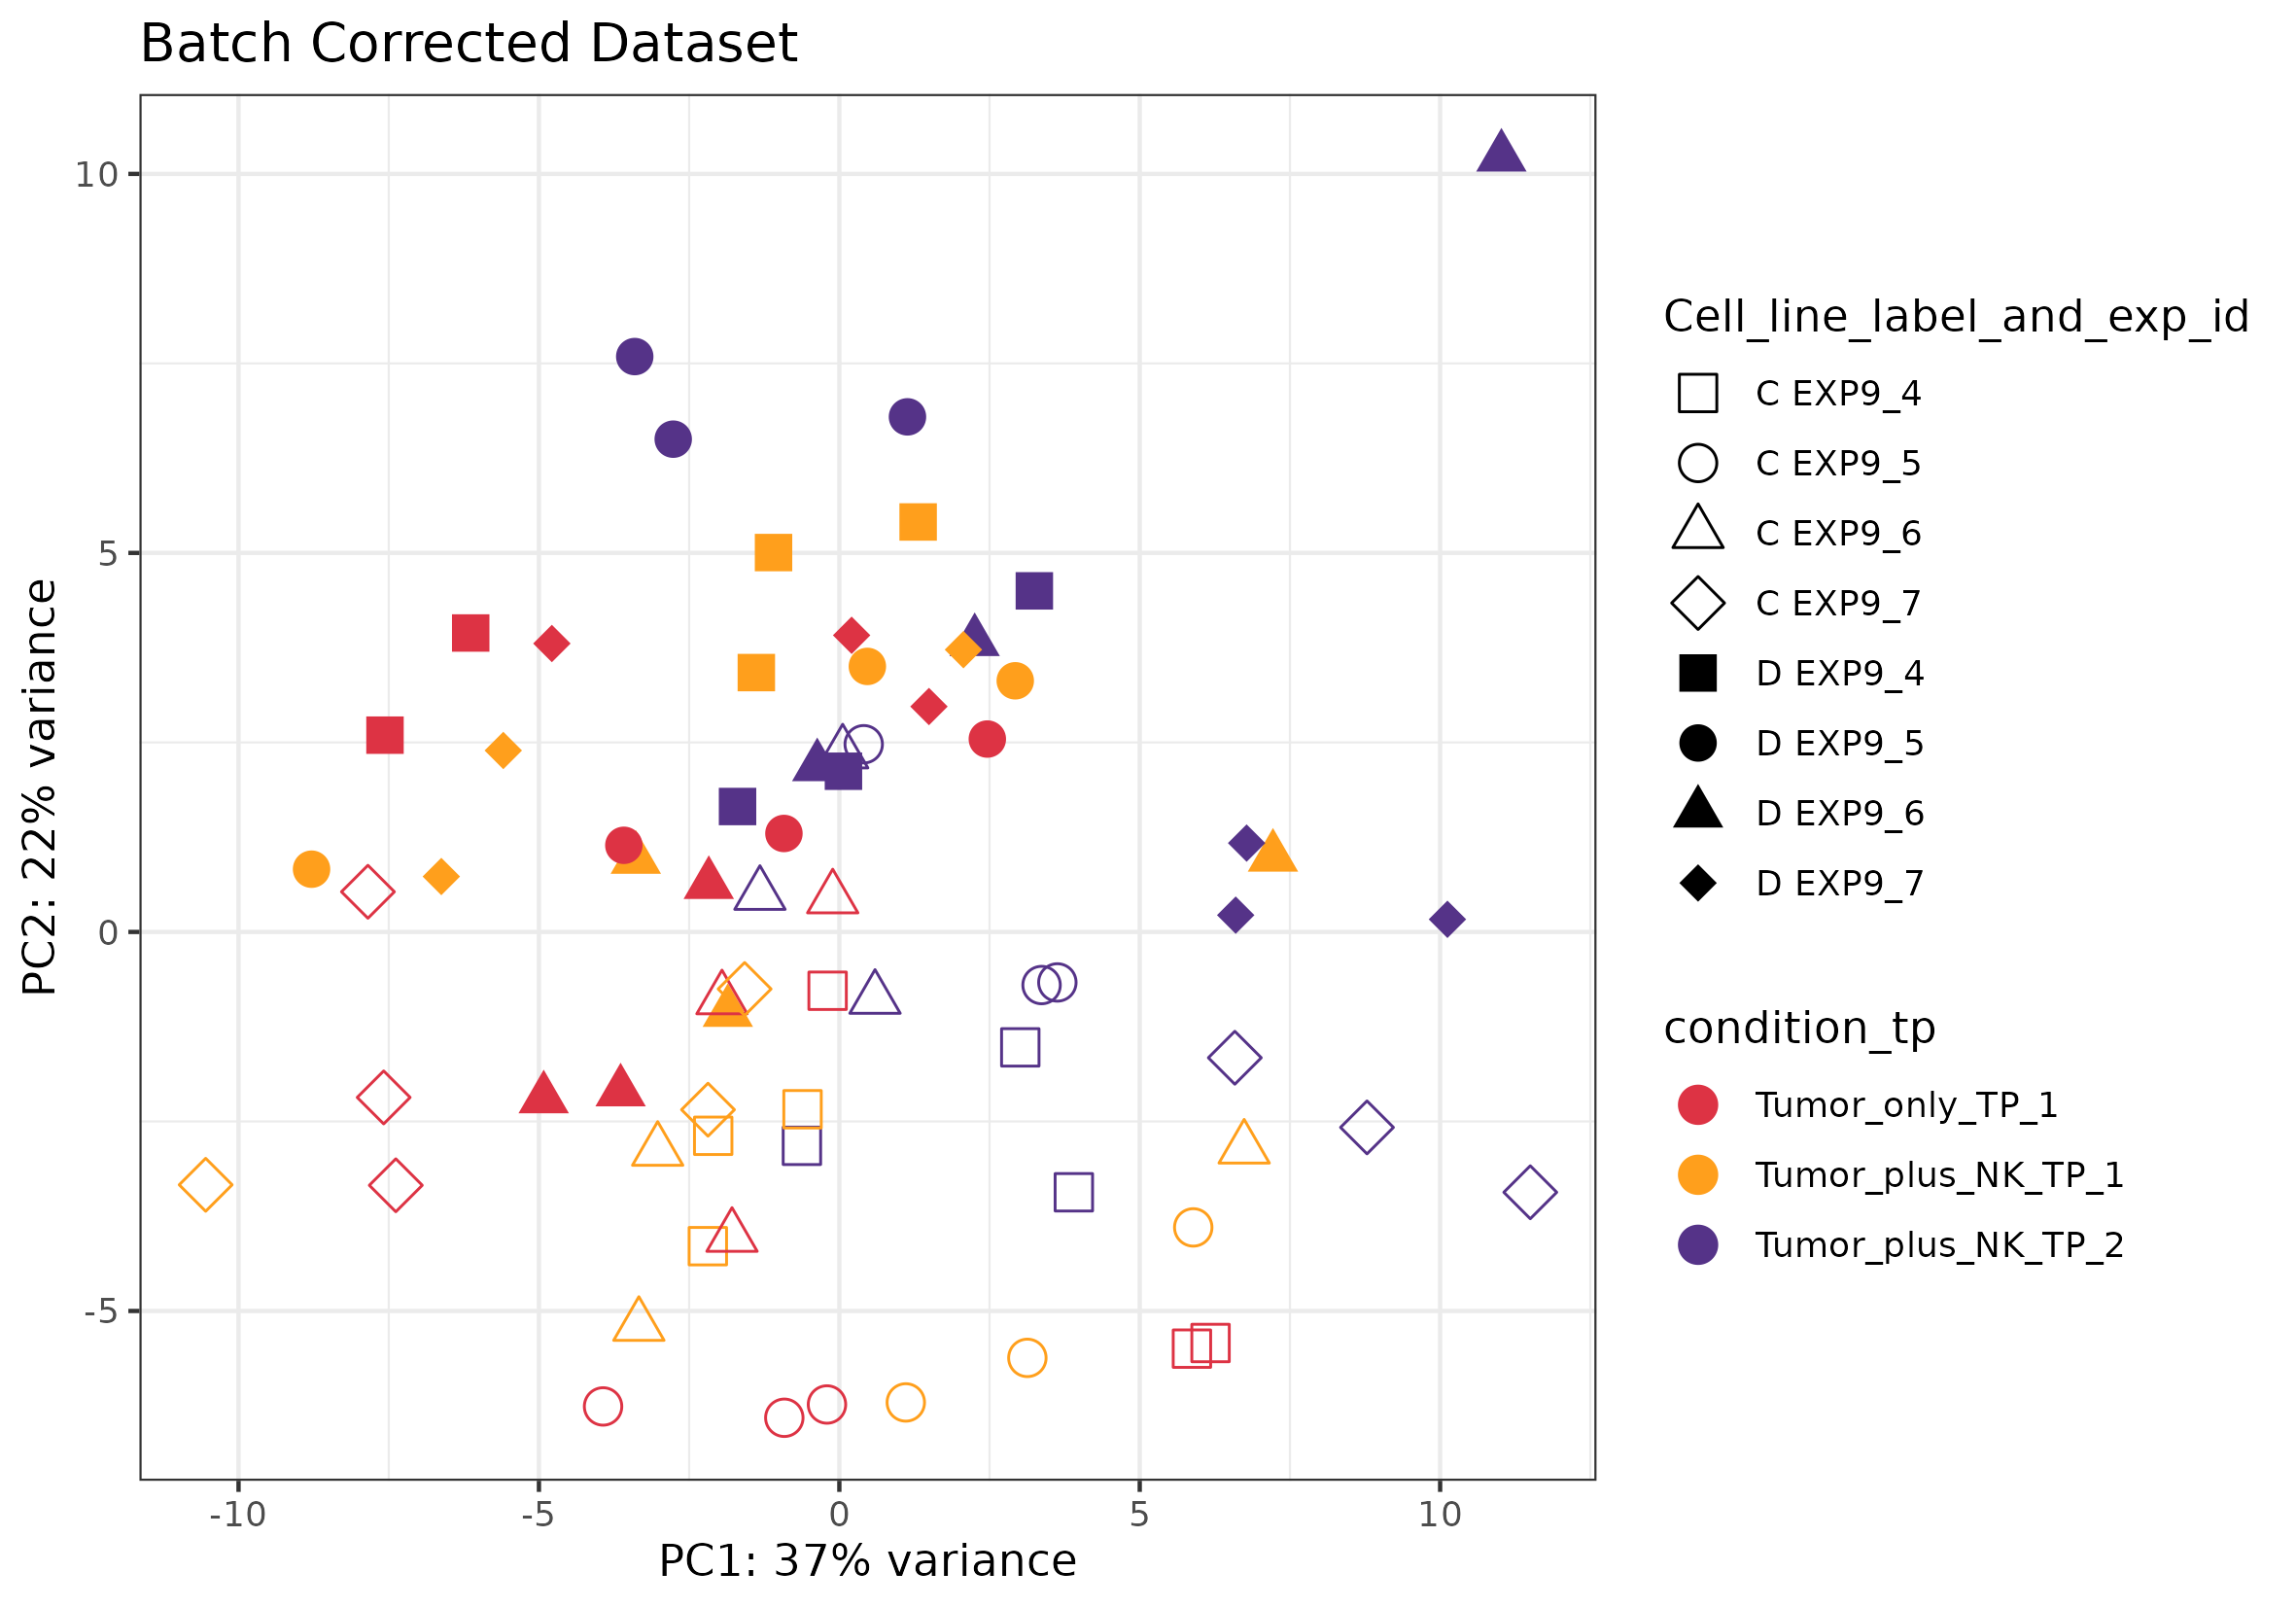 Batch Corrected Dataset
PC2: 22% variance
10
5
0
-5
-10
-5
0
5
10
PC1: 37% variance
Cell_line_label_and_exp_id
C EXP9_4
C EXP9_5
C EXP9_6
C EXP9_7
D EXP9_4
D EXP9_5
D EXP9_6
D EXP9_7
condition_tp
Tumor_only_TP_1
Tumor_plus_NK_TP_1
Tumor_plus_NK_TP_2